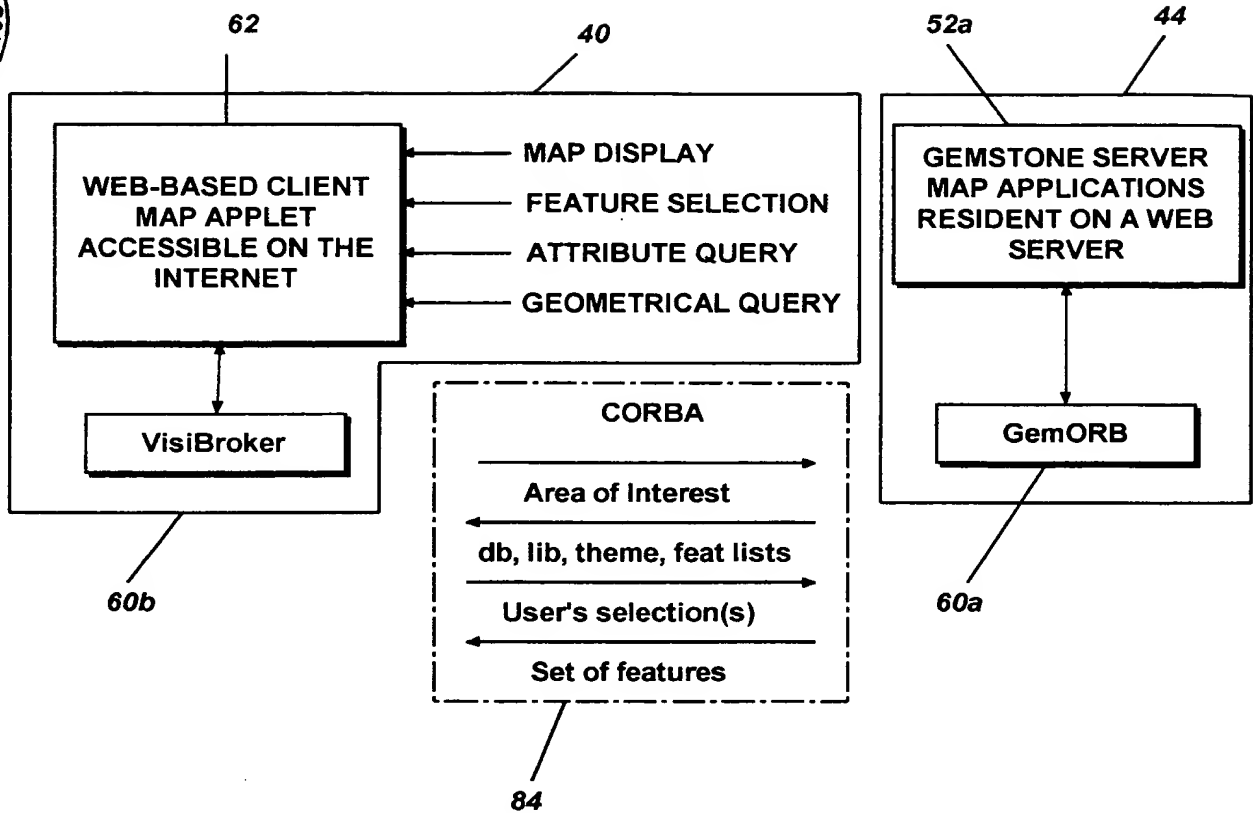 62
40
52a
44
WEB-BASED CLIENT
MAP APPLET
ACCESSIBLE ON THE
INTERNET
MAP DISPLAY
FEATURE SELECTION
ATTRIBUTE QUERY
GEOMETRICAL QUERY
GEMSTONE SERVER
MAP APPLICATIONS
RESIDENT ON A WEB
SERVER
VisiBroker
CORBA
Area of Interest
db, lib, theme, feat lists
User's selection(s)
Set of features
GemORB
60b
60a
84